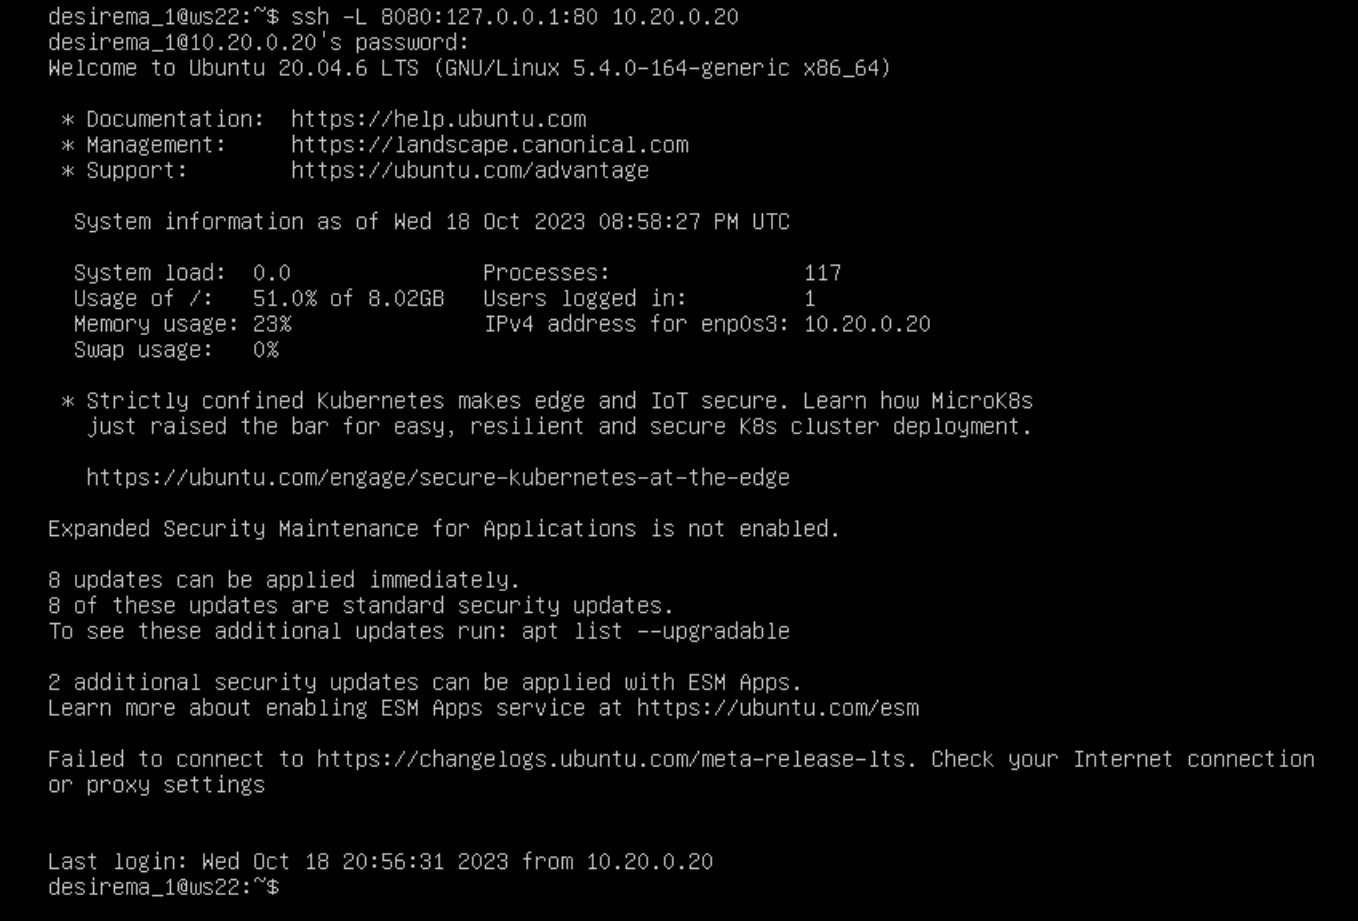 desirema_1@ws22:~$ ssh -L 8080:127.0.0.1:80 10.20.0.20
desirema_1@10.20.0.20's password:
Welcome to Ubuntu 20.04.6 LTS (GNU/Linux 5.4.0-164-generic x86_64)
* Documentation:  https://help.ubuntu.com
* Management:     https://landscape.canonical.com
* Support:        https://ubuntu.com/advantage
System information as of Wed 18 Oct 2023 08:58:27 PM UTC
System load:  0.0               Processes:               117
Usage of /:   51.0% of 8.02GB   Users logged in:         1
Memory usage: 23%               IPv4 address for enp0s3: 10.20.0.20
Swap usage:   0%
* Strictly confined Kubernetes makes edge and IoT secure. Learn how MicroK8s
just raised the bar for easy, resilient and secure K8s cluster deployment.
https://ubuntu.com/engage/secure-kubernetes-at-the-edge
Expanded Security Maintenance for Applications is not enabled.
8 updates can be applied immediately.
8 of these updates are standard security updates.
To see these additional updates run: apt list --upgradable
2 additional security updates can be applied with ESM Apps.
Learn more about enabling ESM Apps service at https://ubuntu.com/esm
Failed to connect to https://changelogs.ubuntu.com/meta-release-lts. Check your Internet connection
or proxy settings
Last login: Wed Oct 18 20:56:31 2023 from 10.20.0.20
desirema_1@ws22:~$